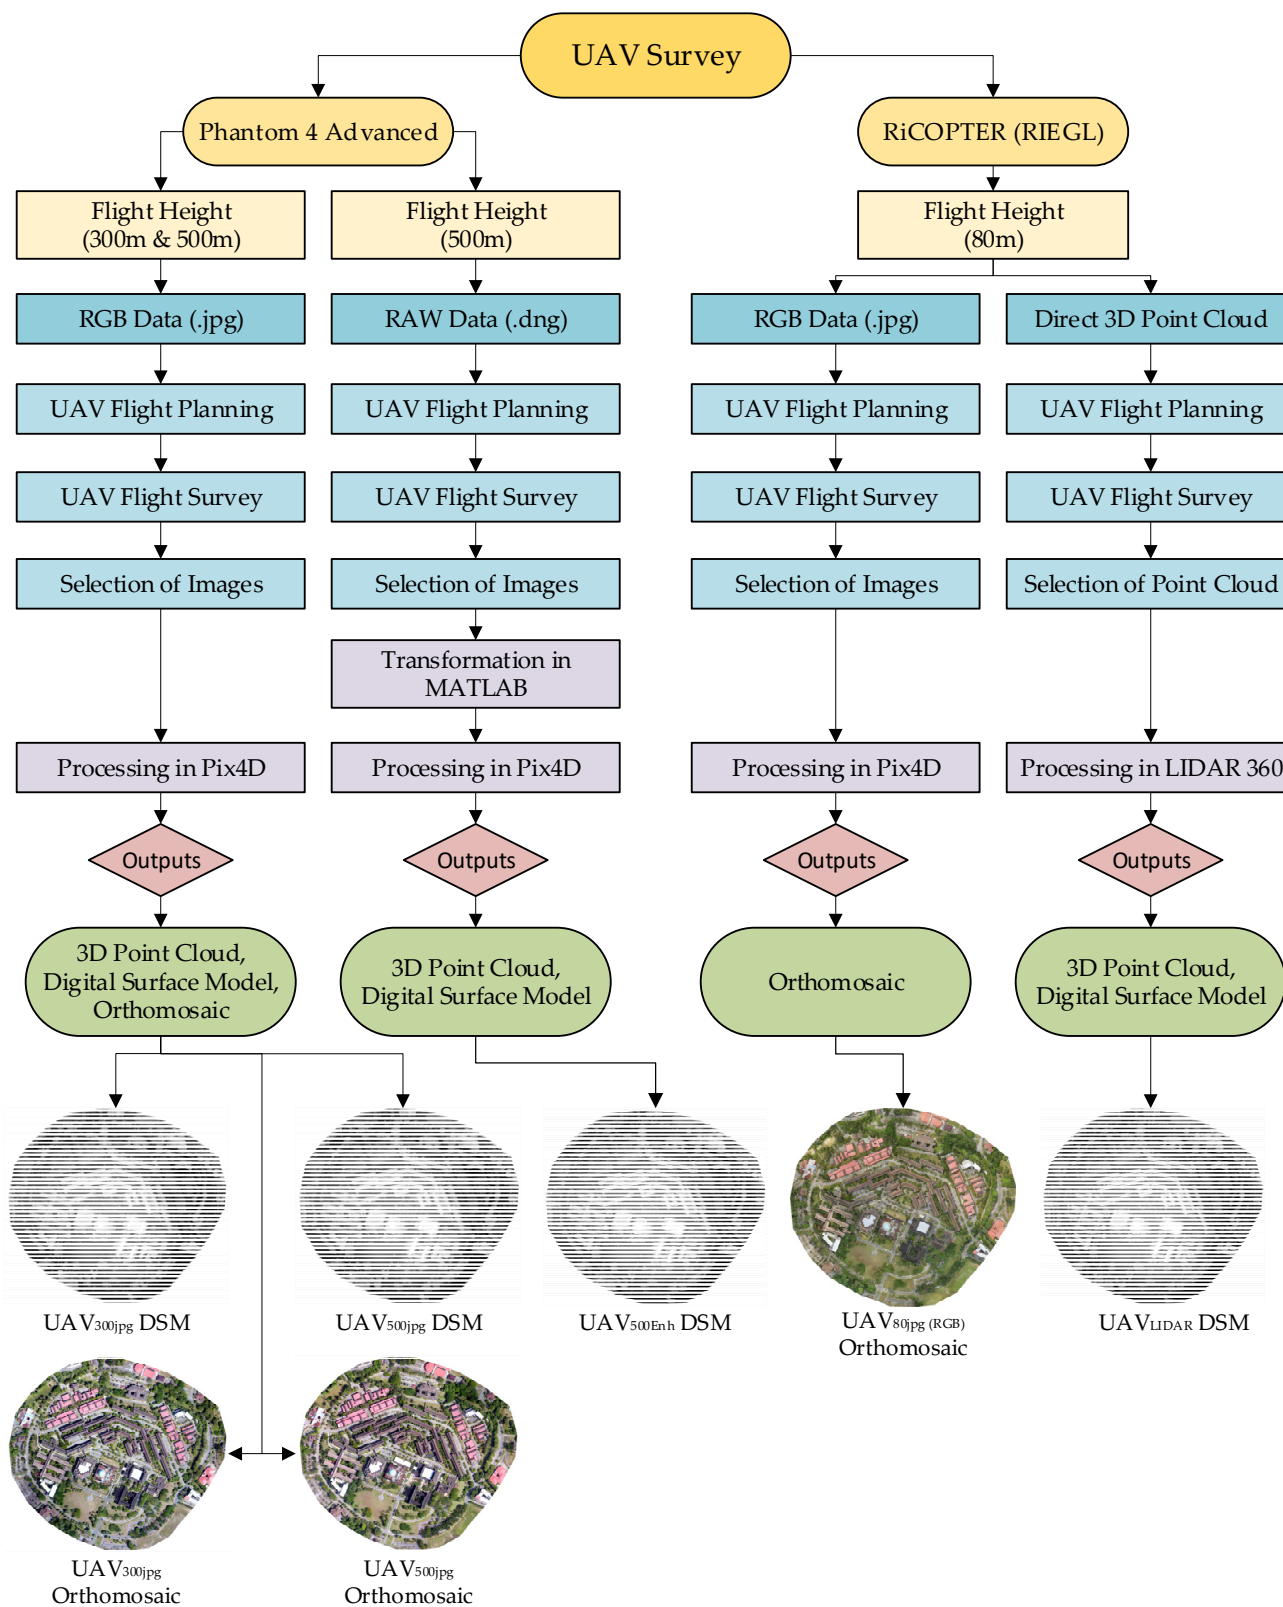 UAV Survey
Phantom 4 Advanced
RiCOPTER (RIEGL)
Flight Height
(300m & 500m)
Flight Height
(500m)
Flight Height
(80m)
RGB Data (.jpg)
RAW Data (.dng)
RGB Data (.jpg)
Direct 3D Point Cloud
UAV Flight Planning
UAV Flight Planning
UAV Flight Planning
UAV Flight Planning
UAV Flight Survey
UAV Flight Survey
UAV Flight Survey
UAV Flight Survey
Selection of Images
Selection of Images
Selection of Images
Selection of Point Cloud
Transformation in
MATLAB
Processing in Pix4D
Processing in Pix4D
Processing in Pix4D
Processing in LIDAR 360
Outputs
Outputs
Outputs
Outputs
3D Point Cloud,
Digital Surface Model,
Orthomosaic
3D Point Cloud,
Digital Surface Model
Orthomosaic
3D Point Cloud,
Digital Surface Model
UAV300jpg DSM
UAV500jpg DSM
UAV500Enh DSM
UAV80jpg (RGB)
Orthomosaic
UAVLIDAR DSM
UAV300jpg
Orthomosaic
UAV500jpg
Orthomosaic